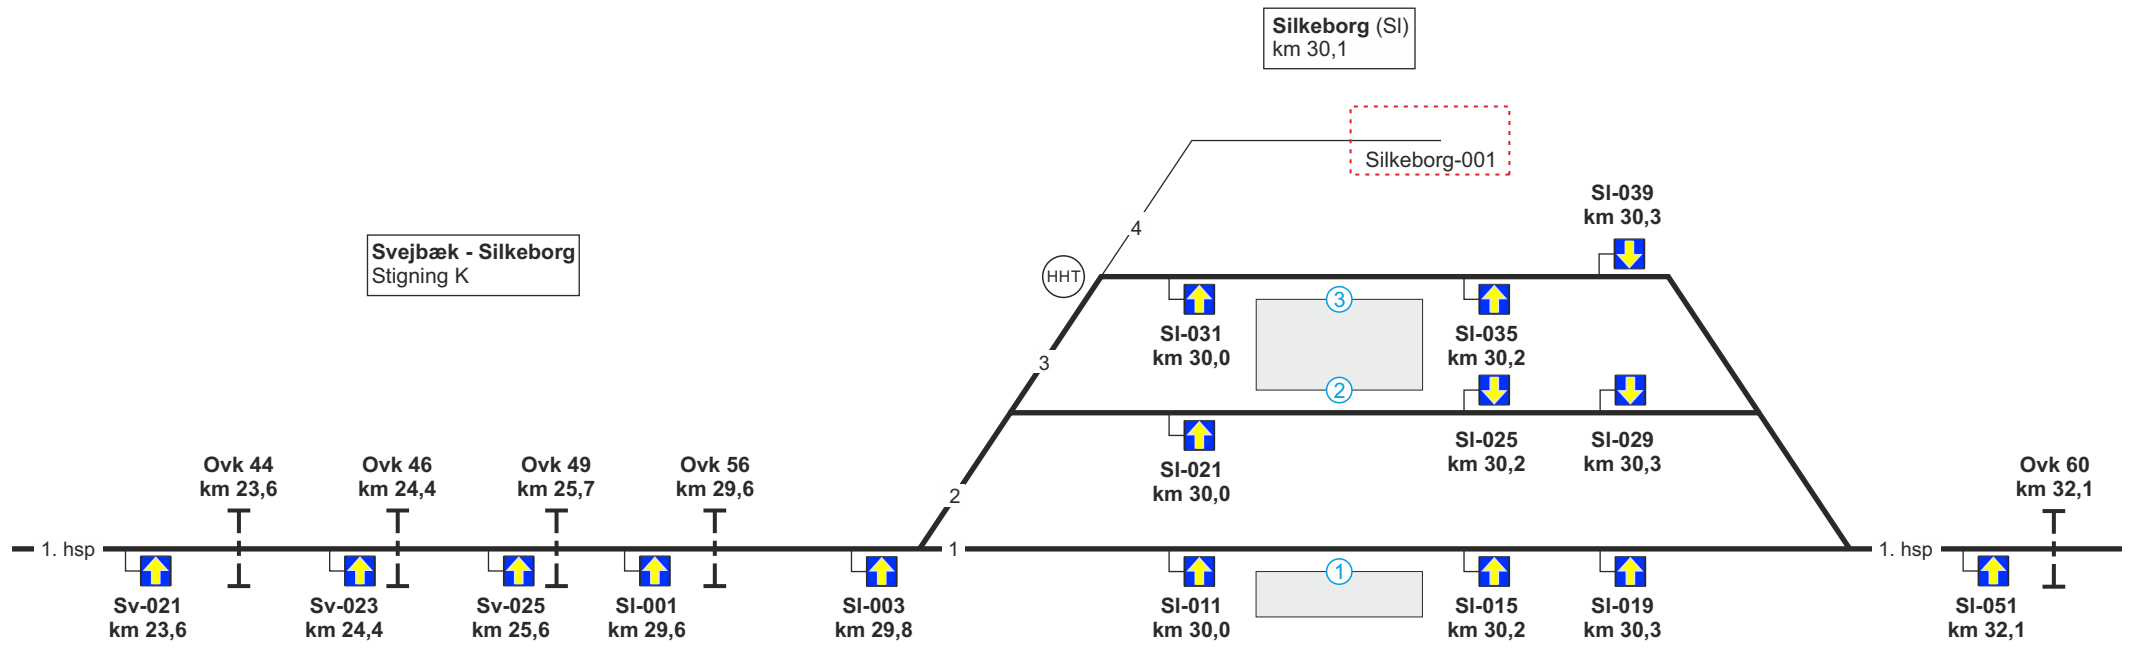 Silkeborg (Sl)
km 30,1
Silkeborg-001
Sl-039
km 30,3
4
Svejbæk - Silkeborg
Stigning K
HHT
3
Sl-031
km 30,0
3
Sl-035
km 30,2
2
Sl-021
km 30,0
Sl-025
km 30,2
Sl-029
km 30,3
Ovk 44
km 23,6
Ovk 46
km 24,4
Ovk 49
km 25,7
Ovk 56
km 29,6
2
Ovk 60
km 32,1
1. hsp
1
1. hsp
1
Sv-021
km 23,6
Sv-023
km 24,4
Sv-025
km 25,6
Sl-001
km 29,6
Sl-003
km 29,8
Sl-011
km 30,0
Sl-015
km 30,2
Sl-019
km 30,3
Sl-051
km 32,1